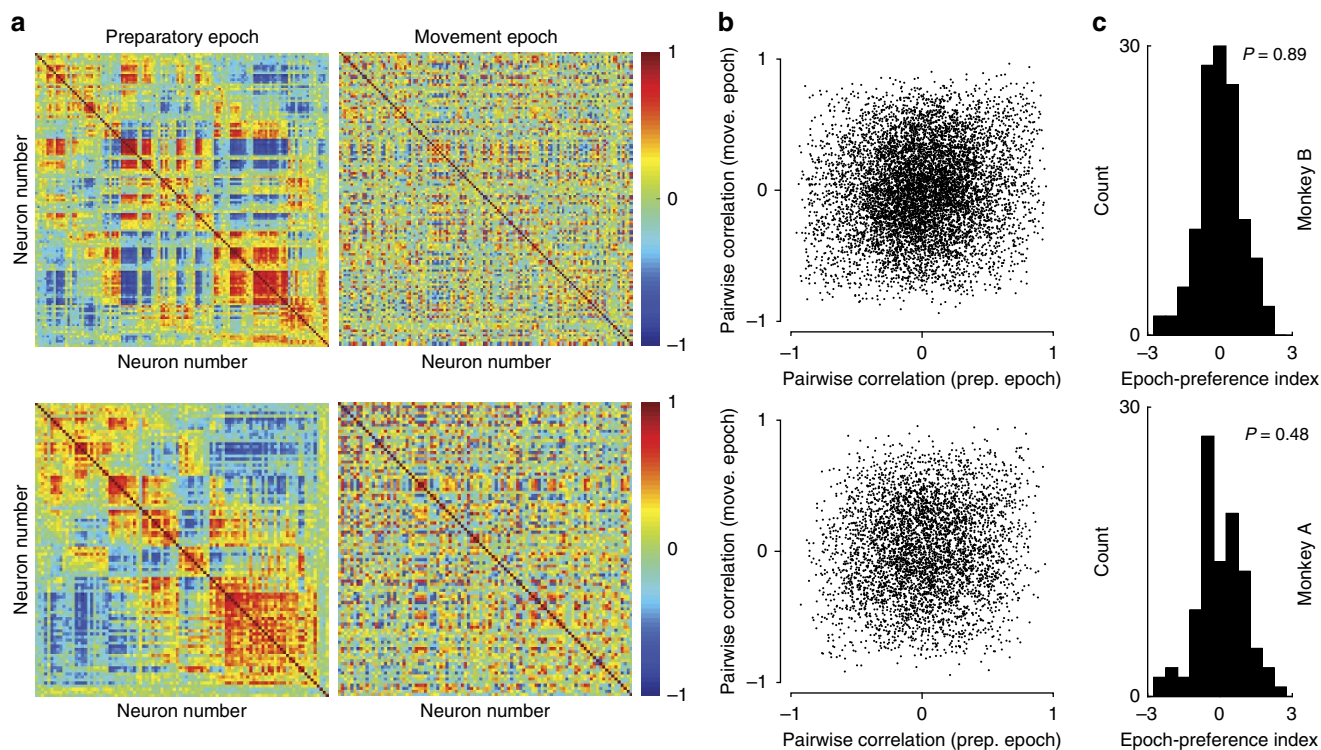 a
Preparatory epoch
Movement epoch
Neuron number
Neuron number
Neuron number
1
0
−1
Neuron number
Neuron number
Neuron number
1
0
−1
b
Pairwise correlation (move. epoch)
1
0
−1
−1 0 1
Pairwise correlation (prep. epoch)
Pairwise correlation (move. epoch)
1
0
−1
−1 0 1
Pairwise correlation (prep. epoch)
c
30
P = 0.89
Count
Monkey B
0
−3 0 3
Epoch-preference index
30
P = 0.48
Count
Monkey A
0
−3 0 3
Epoch-preference index